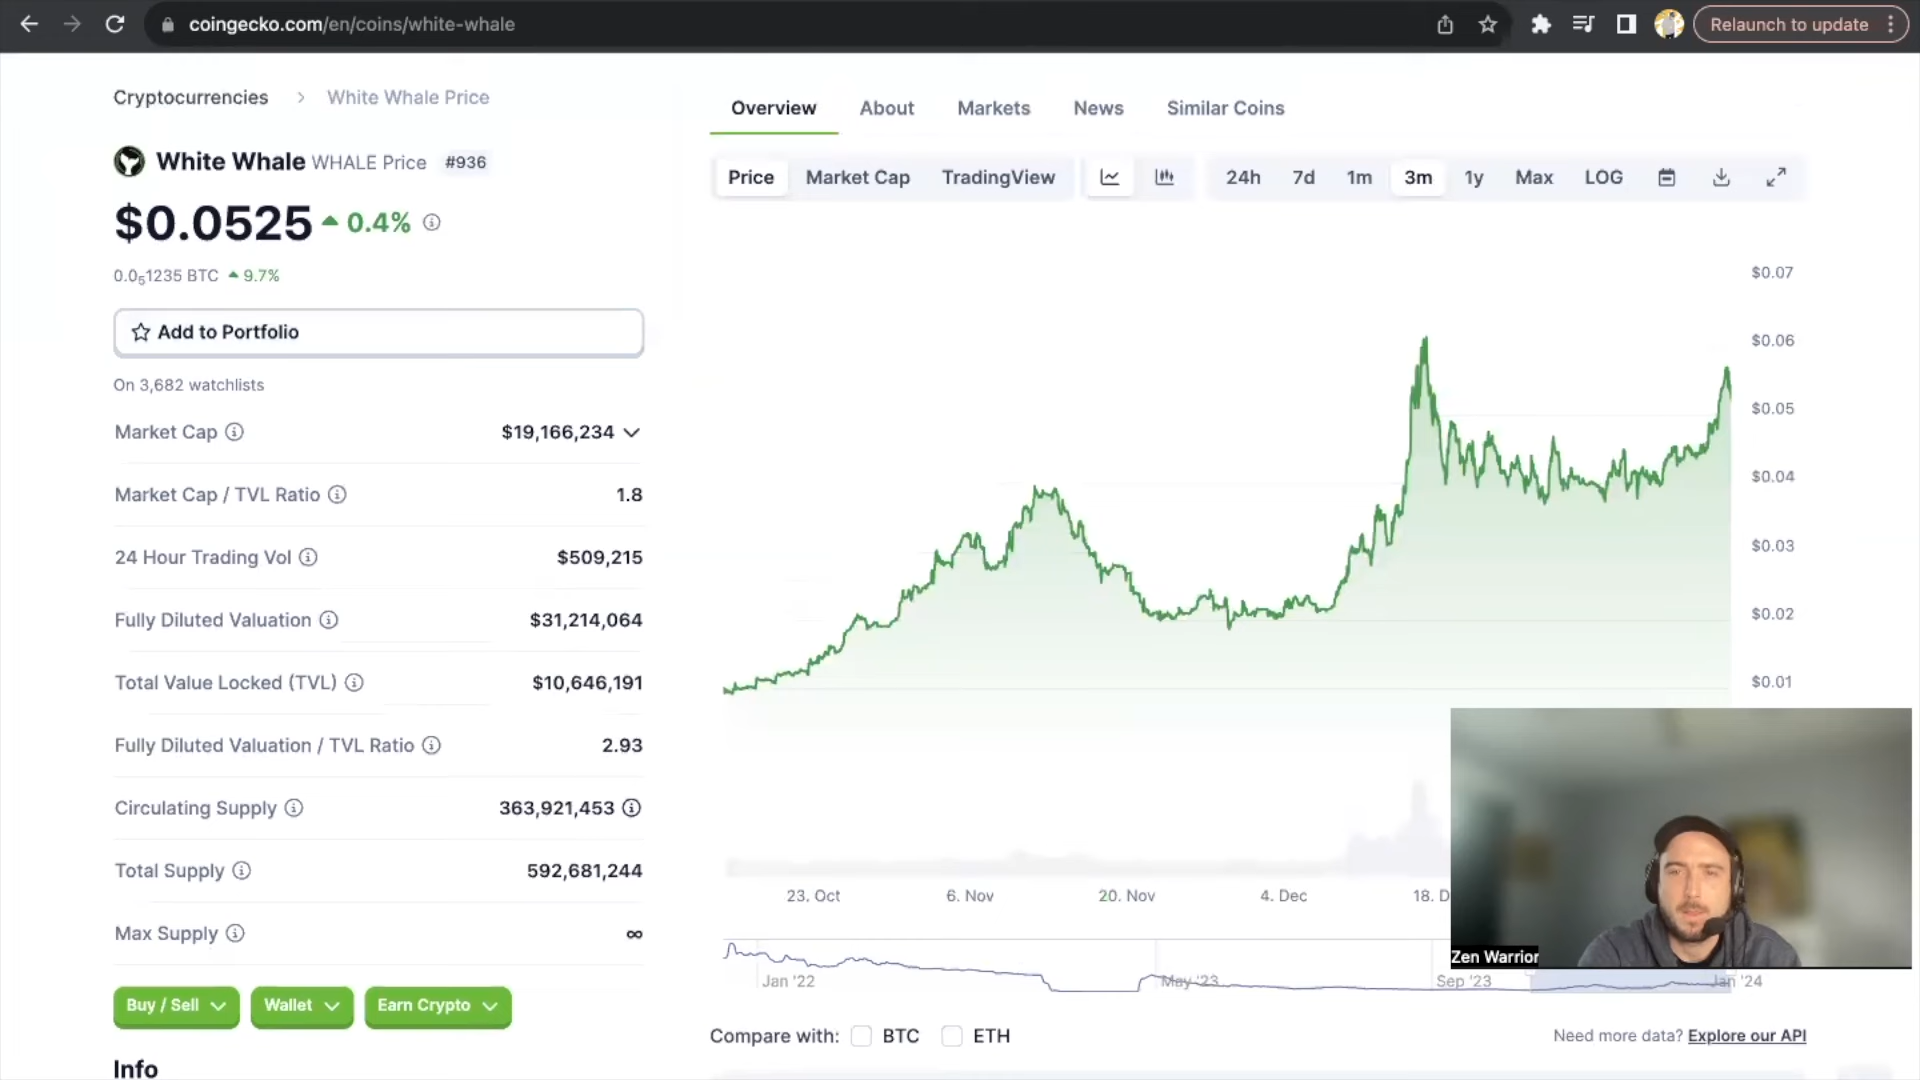 coingecko.com/en/coins/white-whale
Relaunch to update
Cryptocurrencies > White Whale Price
White Whale WHALE Price #936
$0.0525 0.4%
0.0₅1235 BTC 9.7%
Add to Portfolio
On 3,682 watchlists
Market Cap $19,166,234
Market Cap / TVL Ratio 1.8
24 Hour Trading Vol $509,215
Fully Diluted Valuation $31,214,064
Total Value Locked (TVL) $10,646,191
Fully Diluted Valuation / TVL Ratio 2.93
Circulating Supply 363,921,453
Total Supply 592,681,244
Max Supply ∞
Buy / Sell Wallet Earn Crypto
Info
Overview About Markets News Similar Coins
Price Market Cap TradingView 24h 7d 1m 3m 1y Max LOG
$0.07
$0.06
$0.05
$0.04
$0.03
$0.02
$0.01
23. Oct 6. Nov 20. Nov 4. Dec 18. D
Zen Warrior
Jan '22 May '23 Sep '23 Jan '24
Compare with: BTC ETH
Need more data? Explore our API